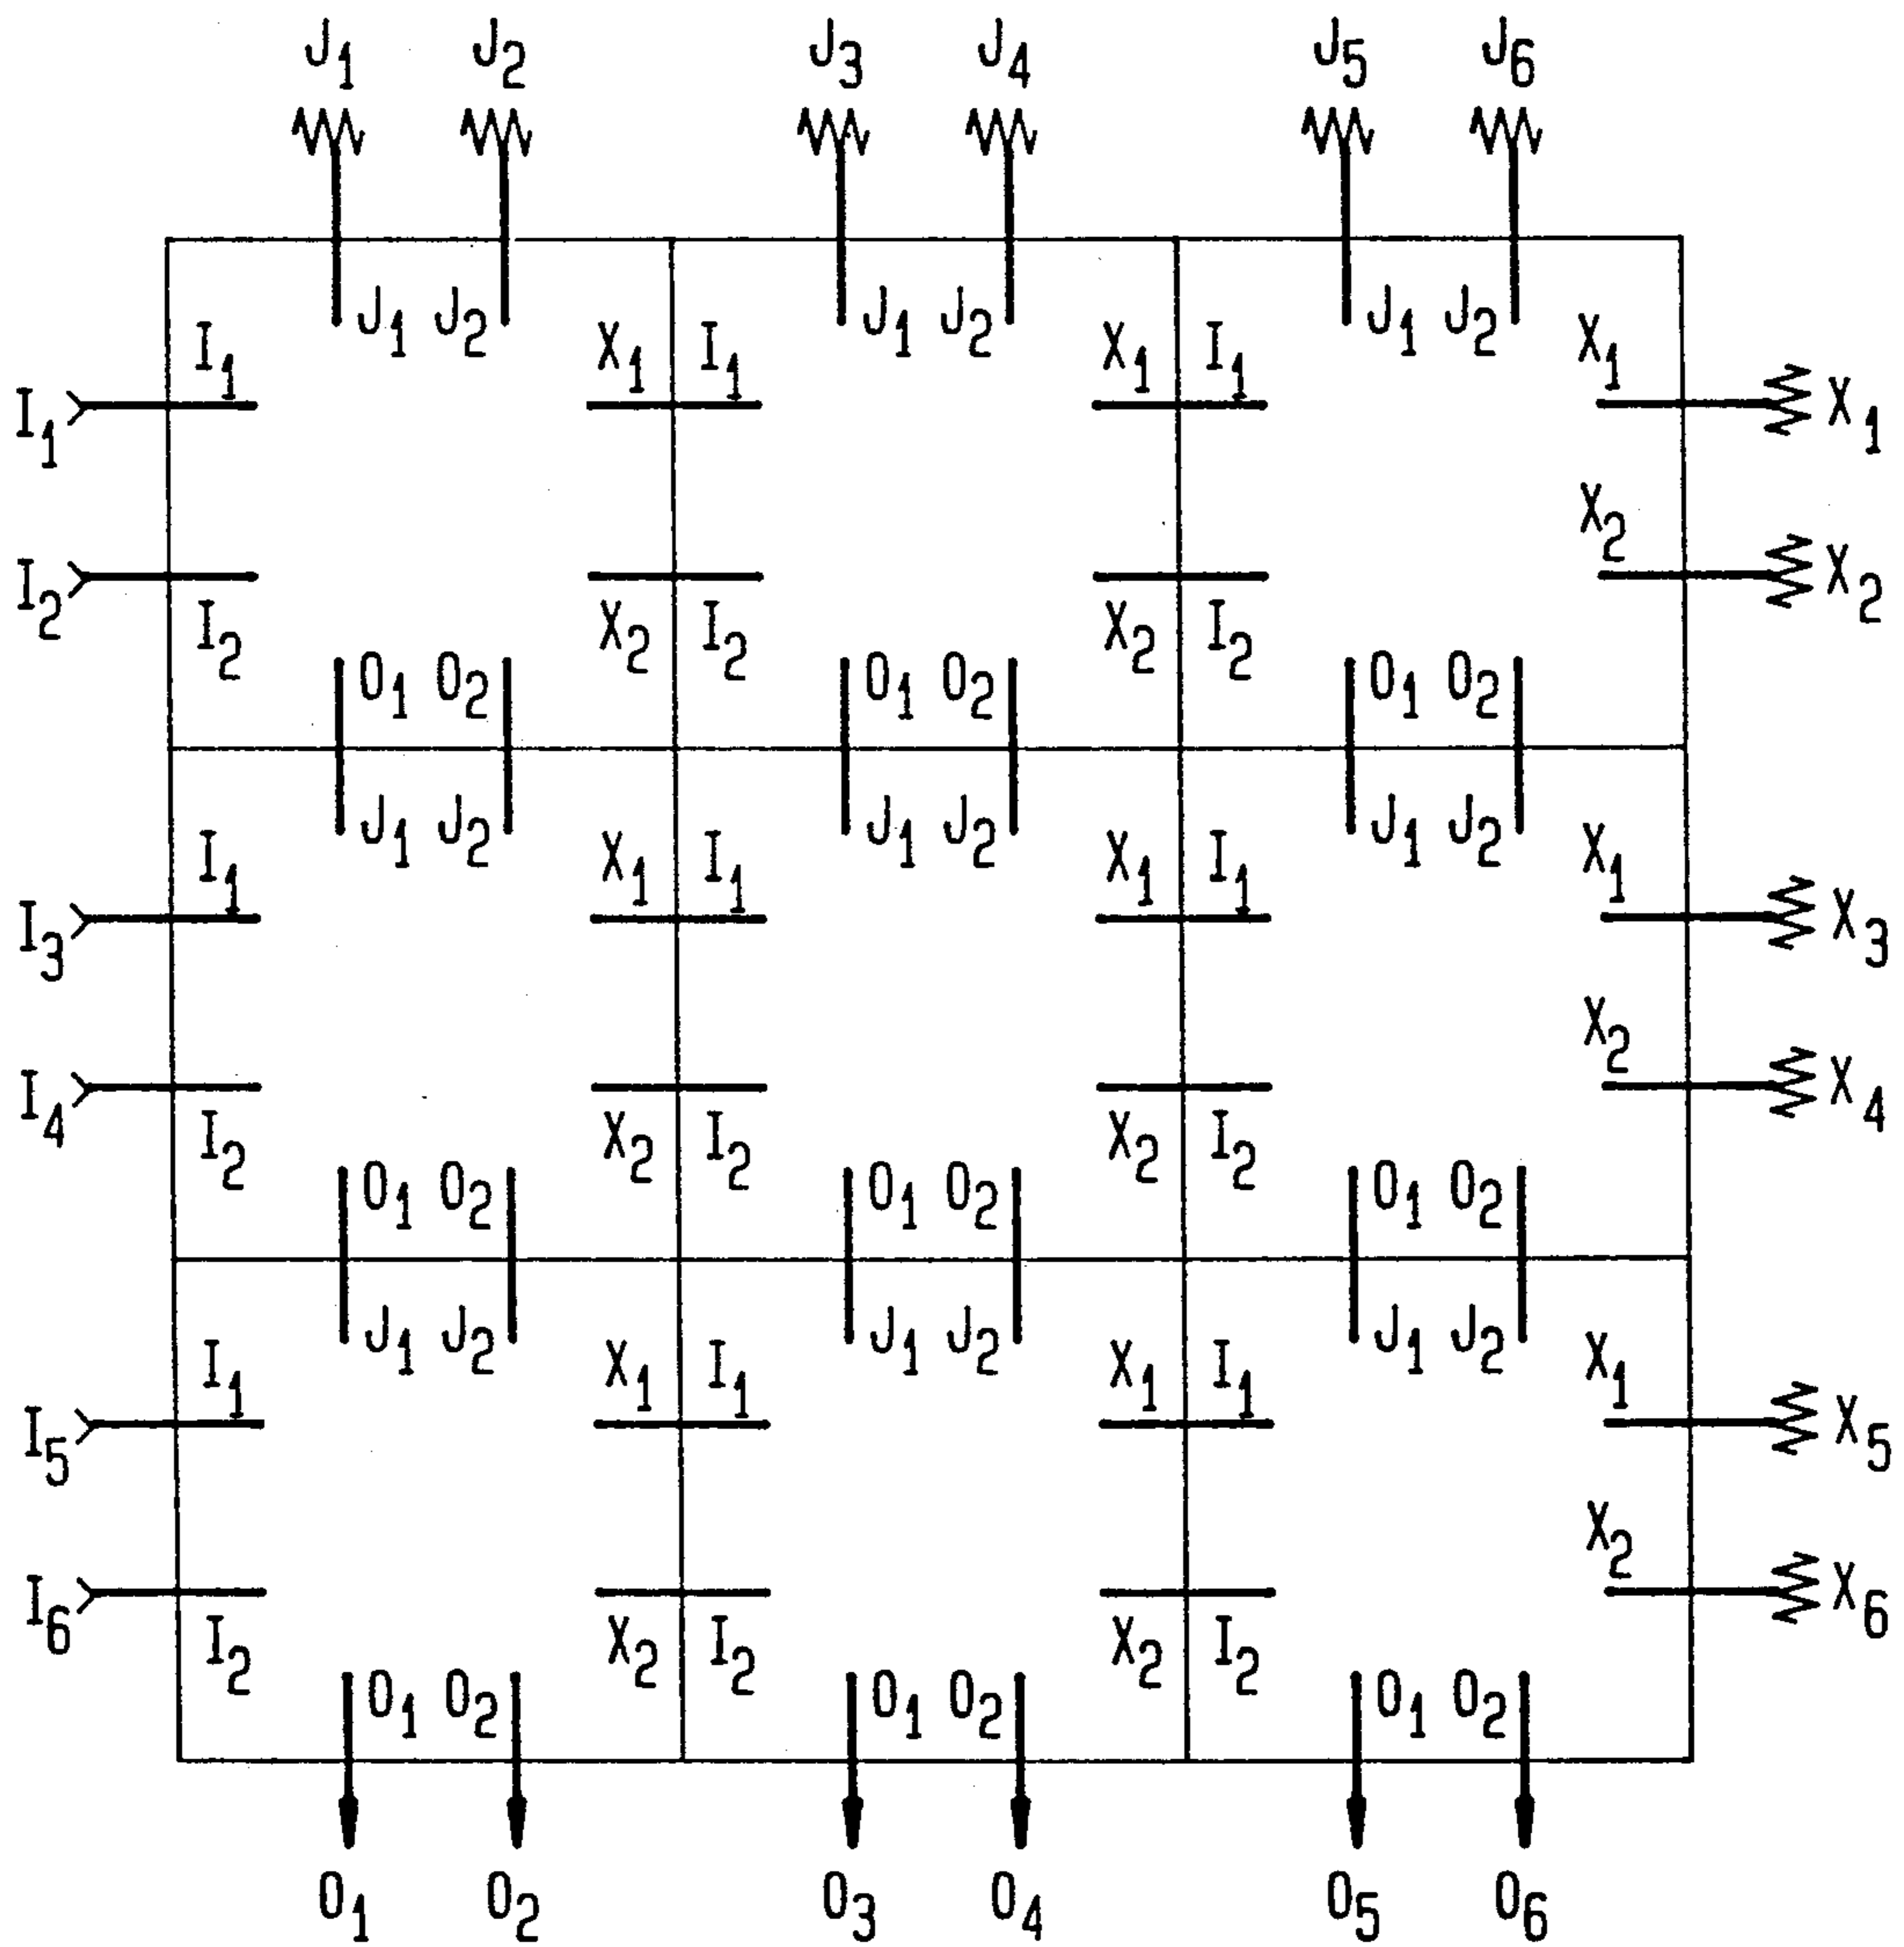 J1 J2 J3 J4 J5 J6
J1 J2 J1 J2 J1 J2
I1 X1 I1 X1 I1 X1
I1 X1
X2
I2 X2
I2 X2 I2 X2 I2
O1 O2 O1 O2 O1 O2
J1 J2 J1 J2 J1 J2
I1 X1 I1 X1 I1 X1
I3 X3
X2
I4 X4
I2 X2 I2 X2 I2
O1 O2 O1 O2 O1 O2
J1 J2 J1 J2 J1 J2
I1 X1 I1 X1 I1 X1
I5 X5
X2
I6 X6
I2 X2 I2 X2 I2
O1 O2 O1 O2 O1 O2
O1 O2 O3 O4 O5 O6